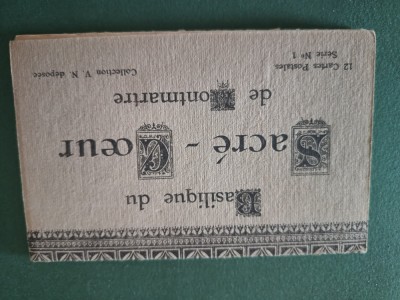 Basilique du
Sacré-Cœur
de Montmartre
12 Cartes Postales
Série Nº 1
Collection V. N. déposée